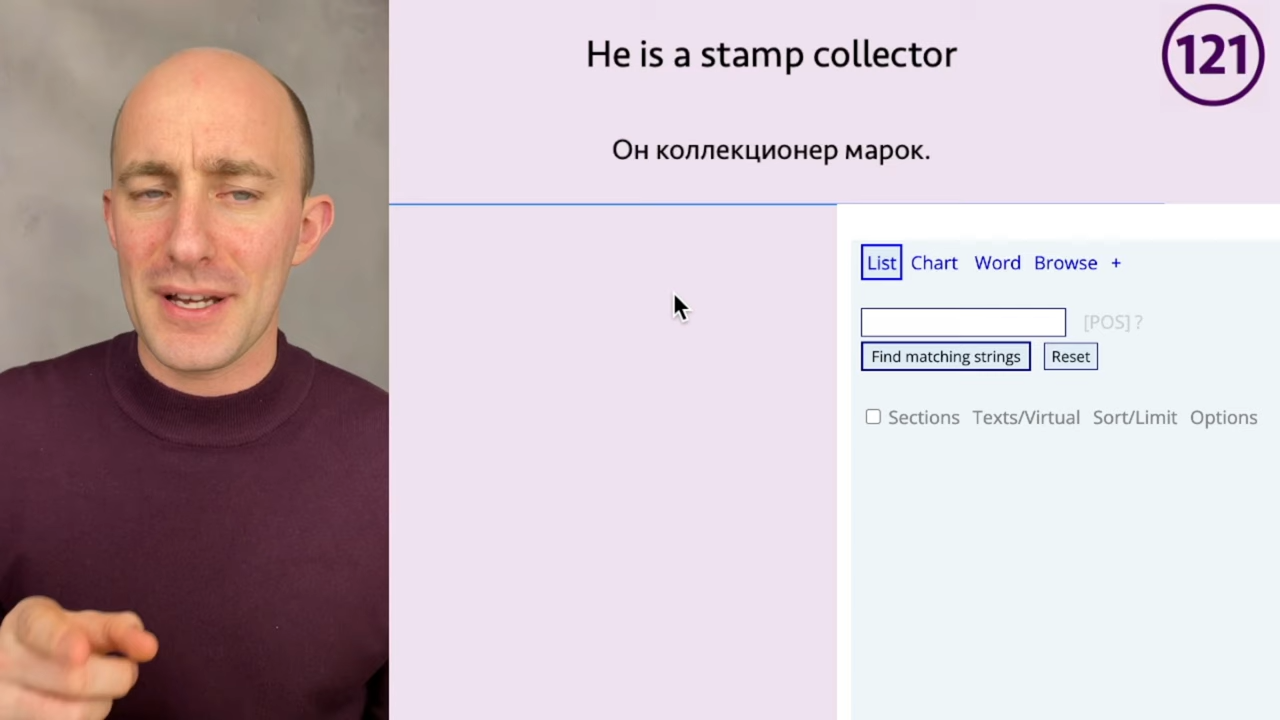 He is a stamp collector
121
Он коллекционер марок.
List Chart Word Browse +
[POS] ?
Find matching strings Reset
Sections Texts/Virtual Sort/Limit Options